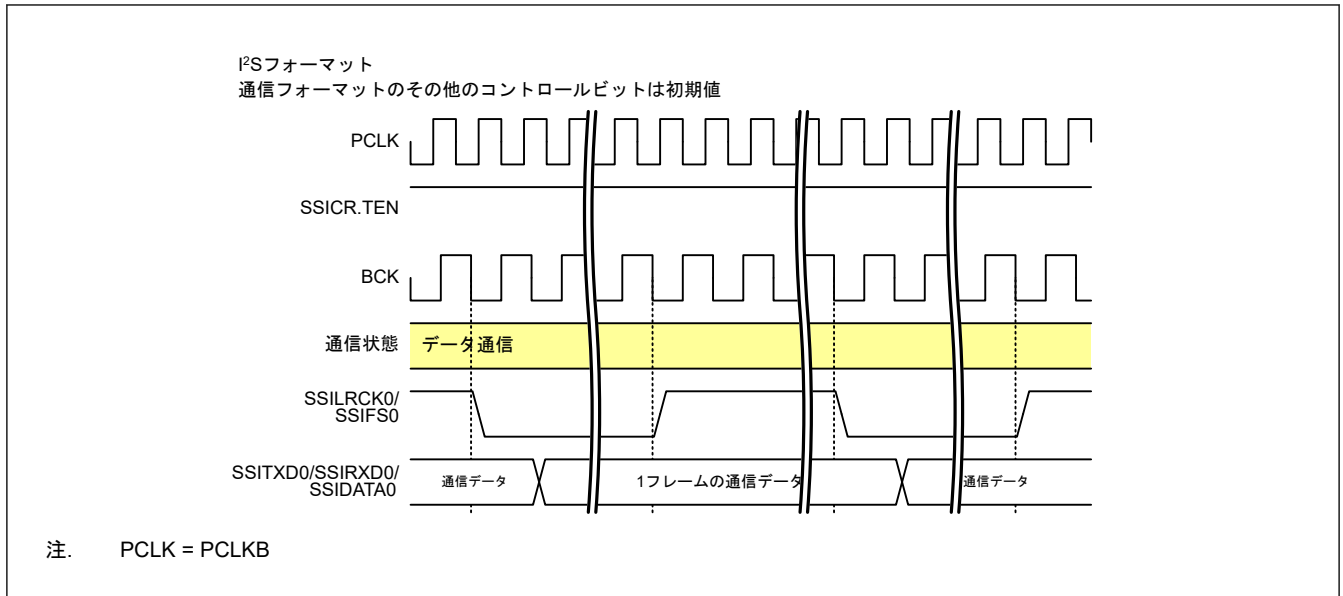 I²Sフォーマット
通信フォーマットのその他のコントロールビットは初期値
PCLK
SSICR.TEN
BCK
通信状態 データ通信
SSILRCK0/
SSIFS0
SSITXD0/SSIRXD0/
SSIDATA0
通信データ 1フレームの通信データ 通信データ
注. PCLK = PCLKB